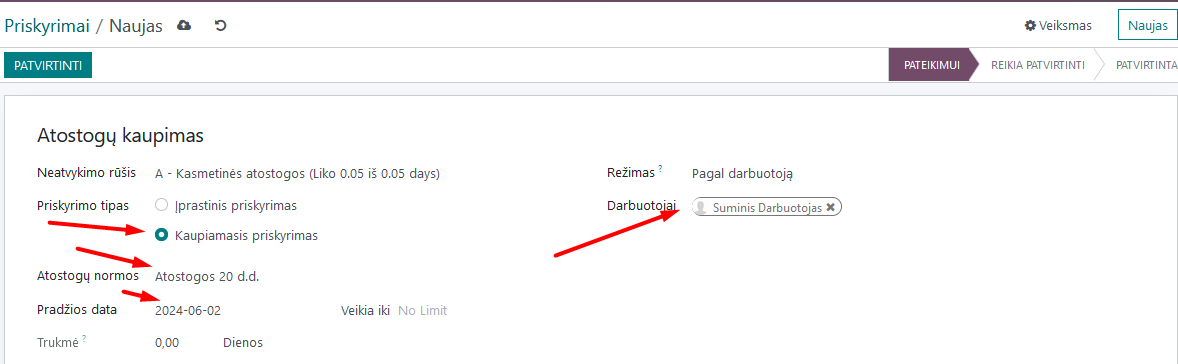 Priskyrimai / Naujas
Veiksmas
Naujas
PATVIRTINTI
PATEIKIMUI
REIKIA PATVIRTINTI
PATVIRTINTA
Atostogų kaupimas
Neatvykimo rūšis A - Kasmetinės atostogos (Liko 0.05 iš 0.05 days)
Režimas ? Pagal darbuotoją
Priskyrimo tipas Įprastinis priskyrimas
Darbuotojai Suminis Darbuotojas ✖
Kaupiamasis priskyrimas
Atostogų normos Atostogos 20 d.d.
Pradžios data 2024-06-02 Veikia iki No Limit
Trukmė ? 0,00 Dienos